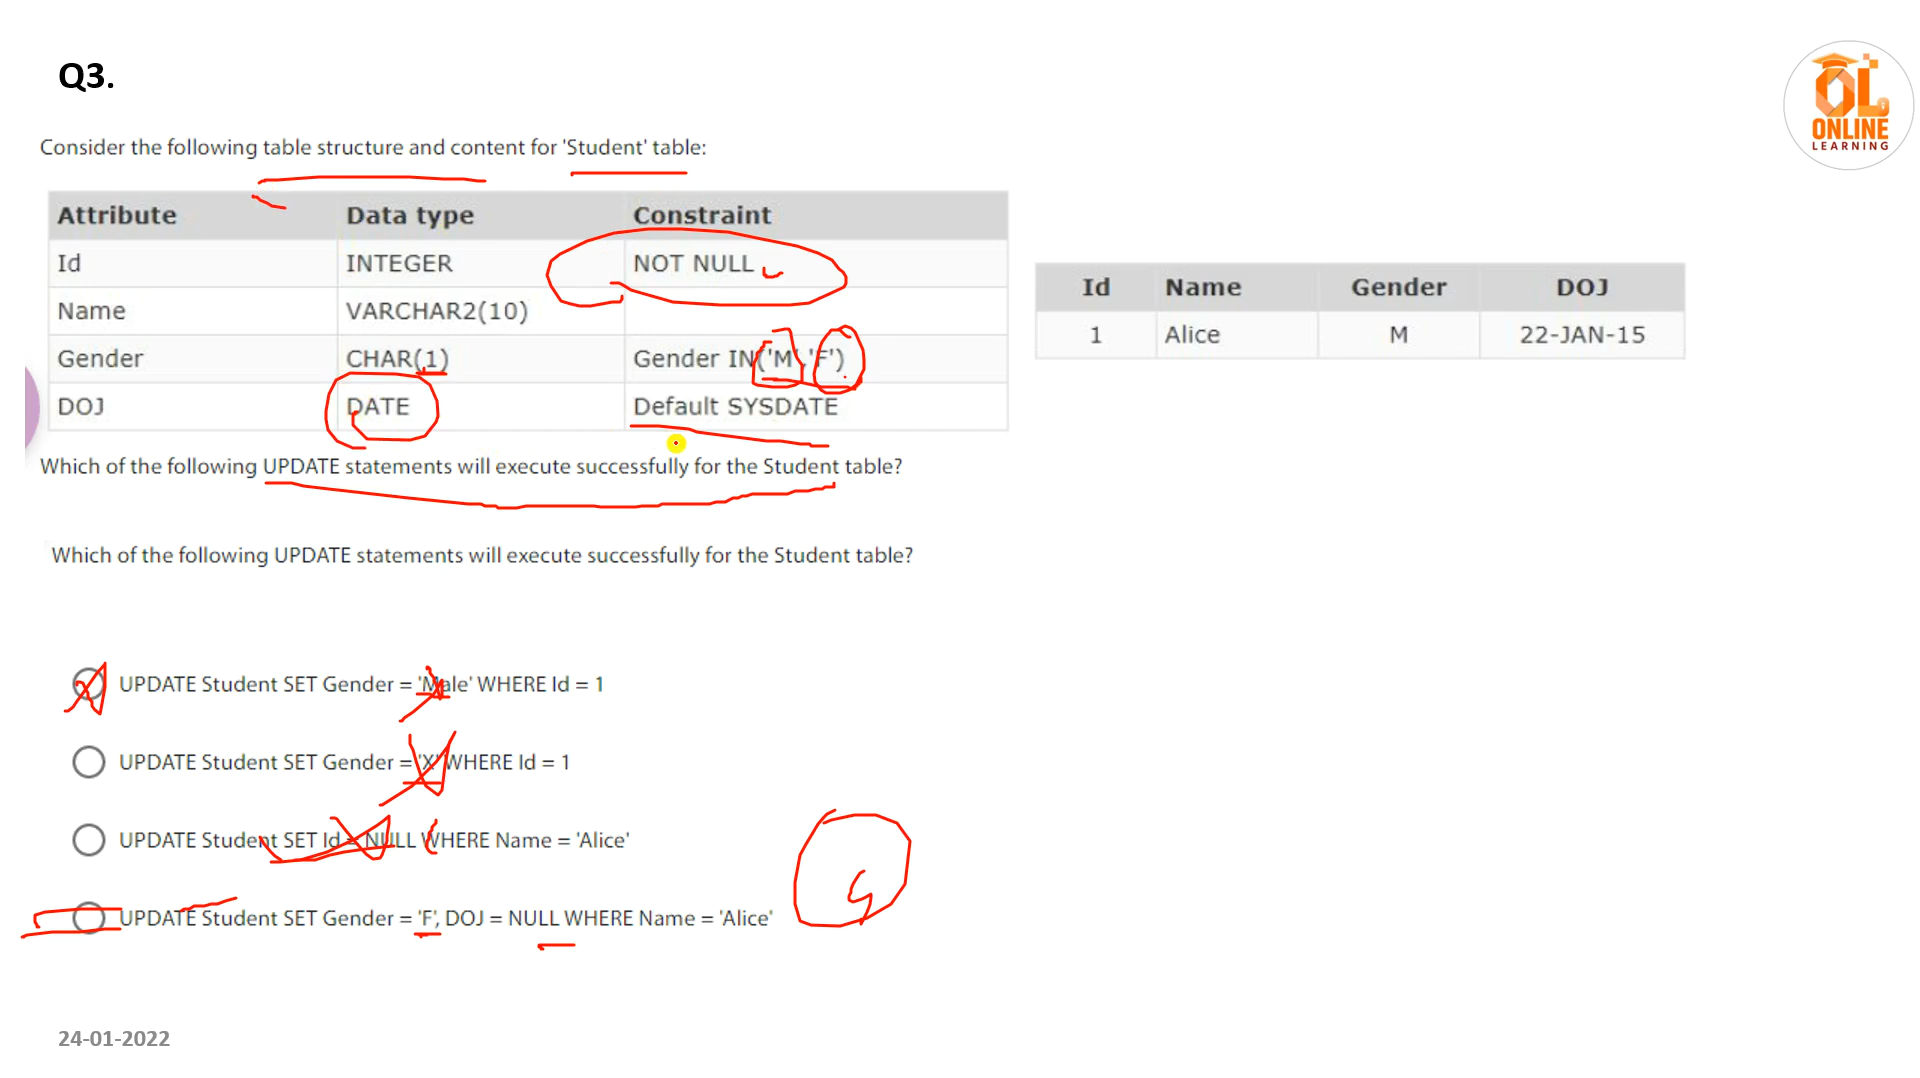 Q3.
OL
ONLINE
LEARNING
Consider the following table structure and content for 'Student' table:
Attribute Data type Constraint
Id INTEGER NOT NULL
Name VARCHAR2(10)
Gender CHAR(1) Gender IN('M','F')
DOJ DATE Default SYSDATE
Id Name Gender DOJ
1 Alice M 22-JAN-15
Which of the following UPDATE statements will execute successfully for the Student table?
Which of the following UPDATE statements will execute successfully for the Student table?
UPDATE Student SET Gender = 'Male' WHERE Id = 1
UPDATE Student SET Gender = 'X' WHERE Id = 1
UPDATE Student SET Id = NULL WHERE Name = 'Alice'
UPDATE Student SET Gender = 'F', DOJ = NULL WHERE Name = 'Alice'
24-01-2022